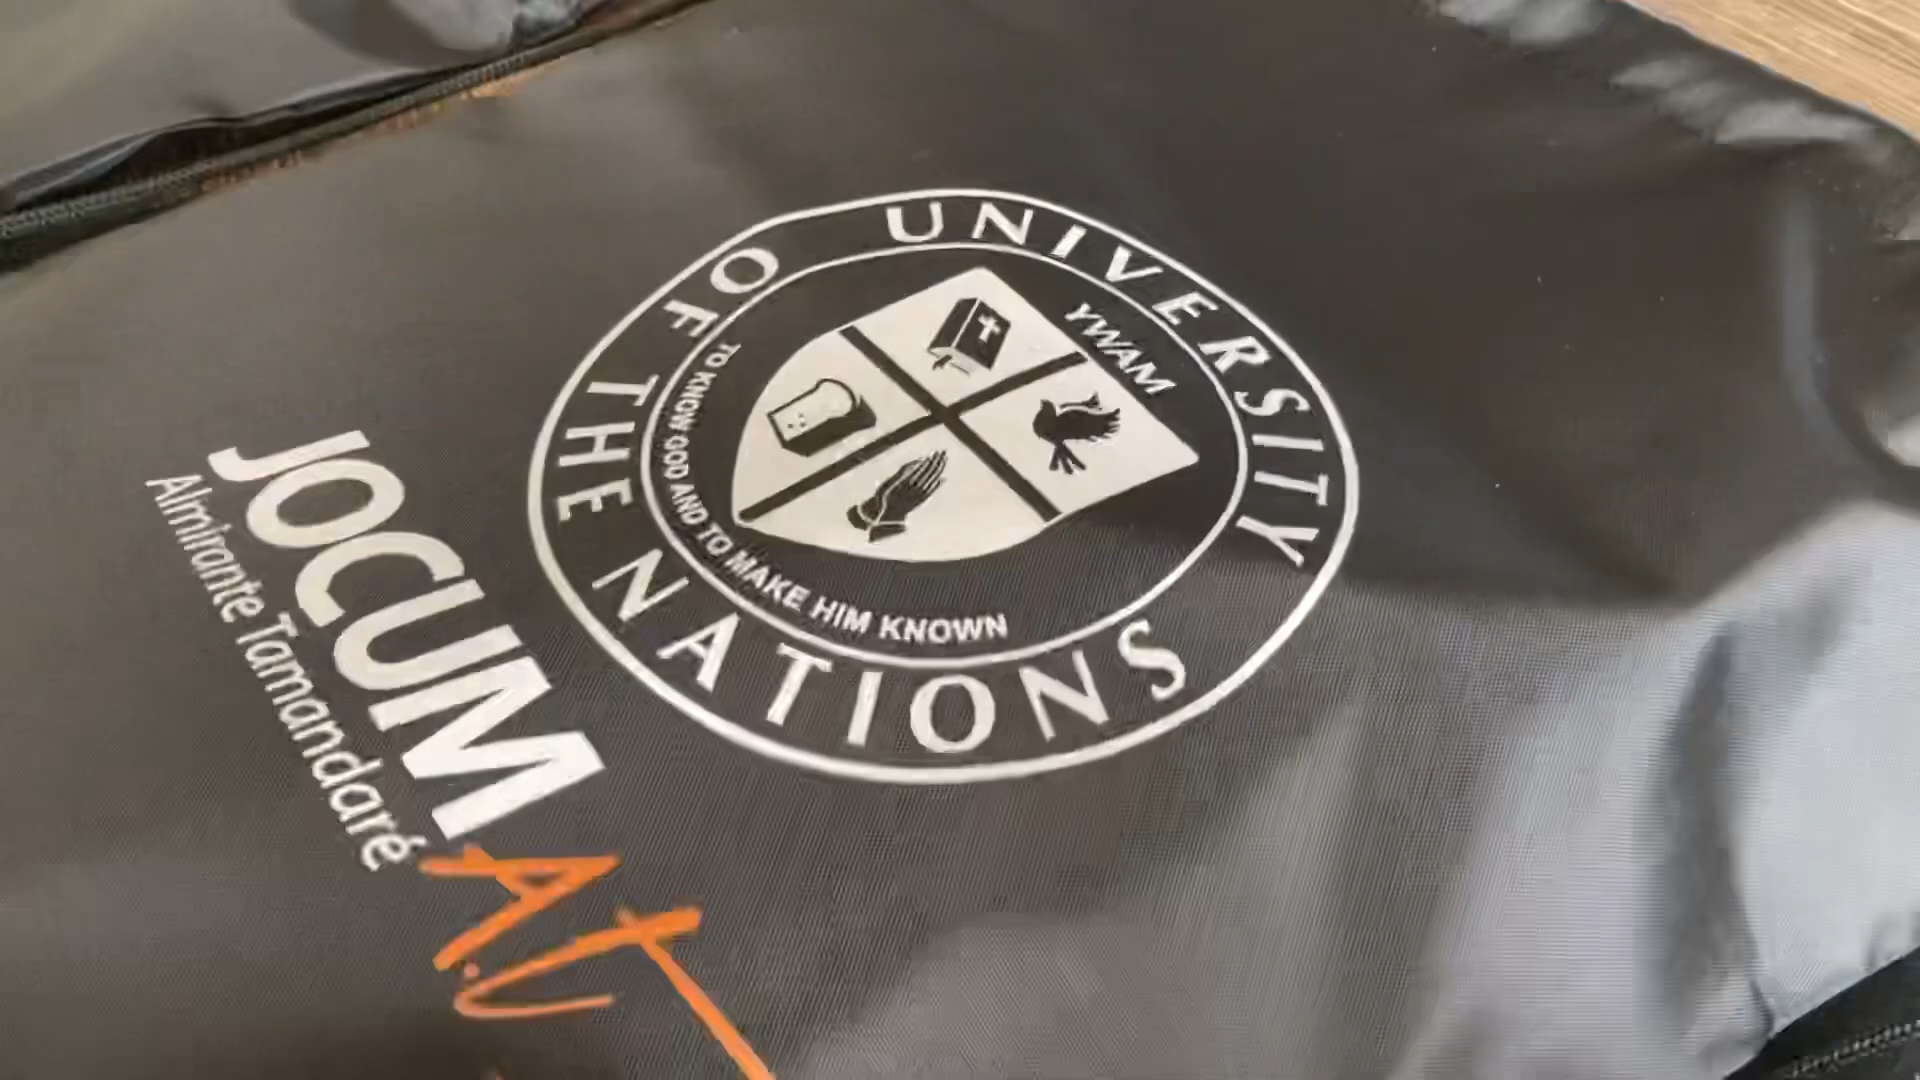 UNIVERSITY OF THE NATIONS
YWAM
TO KNOW GOD AND TO MAKE HIM KNOWN
JOCUM
Almirante Tamandaré